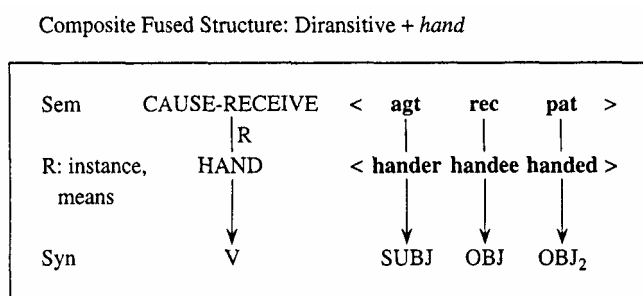 Composite Fused Structure: Diransitive + hand
Sem CAUSE-RECEIVE < agt rec pat >
R
R: instance, HAND < hander handee handed >
means
Syn V SUBJ OBJ OBJ₂